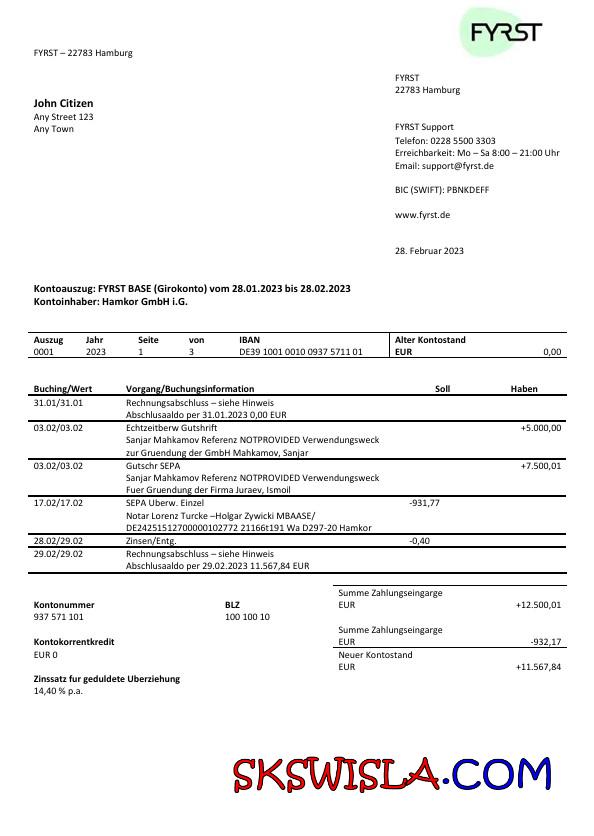 FYRST
FYRST – 22783 Hamburg
FYRST
22783 Hamburg
John Citizen
Any Street 123
Any Town
FYRST Support
Telefon: 0228 5500 3303
Erreichbarkeit: Mo – Sa 8:00 – 21:00 Uhr
Email: support@fyrst.de
BIC (SWIFT): PBNKDEFF
www.fyrst.de
28. Februar 2023
Kontoauszug: FYRST BASE (Girokonto) vom 28.01.2023 bis 28.02.2023
Kontoinhaber: Hamkor GmbH i.G.
Auszug Jahr Seite von IBAN Alter Kontostand
0001 2023 1 3 DE39 1001 0010 0937 5711 01 EUR 0,00
Buching/Wert Vorgang/Buchungsinformation Soll Haben
31.01/31.01 Rechnungsabschluss – siehe Hinweis
Abschlusaaldo per 31.01.2023 0,00 EUR
03.02/03.02 Echtzeitberw Gutshrift +5.000,00
Sanjar Mahkamov Referenz NOTPROVIDED Verwendungsweck
zur Gruendung der GmbH Mahkamov, Sanjar
03.02/03.02 Gutschr SEPA +7.500,01
Sanjar Mahkamov Referenz NOTPROVIDED Verwendungsweck
Fuer Gruendung der Firma Juraev, Ismoil
17.02/17.02 SEPA Uberw. Einzel -931,77
Notar Lorenz Turcke –Holgar Zywicki MBAASE/
DE24251512700000102772 21166t191 Wa D297-20 Hamkor
28.02/29.02 Zinsen/Entg. -0,40
29.02/29.02 Rechnungsabschluss – siehe Hinweis
Abschlusaaldo per 29.02.2023 11.567,84 EUR
Summe Zahlungseingarge
Kontonummer BLZ EUR +12.500,01
937 571 101 100 100 10
Summe Zahlungseingarge
Kontokorrentkredit EUR -932,17
EUR 0 Neuer Kontostand
EUR +11.567,84
Zinssatz fur geduldete Uberziehung
14,40 % p.a.
SKSWISLA.COM